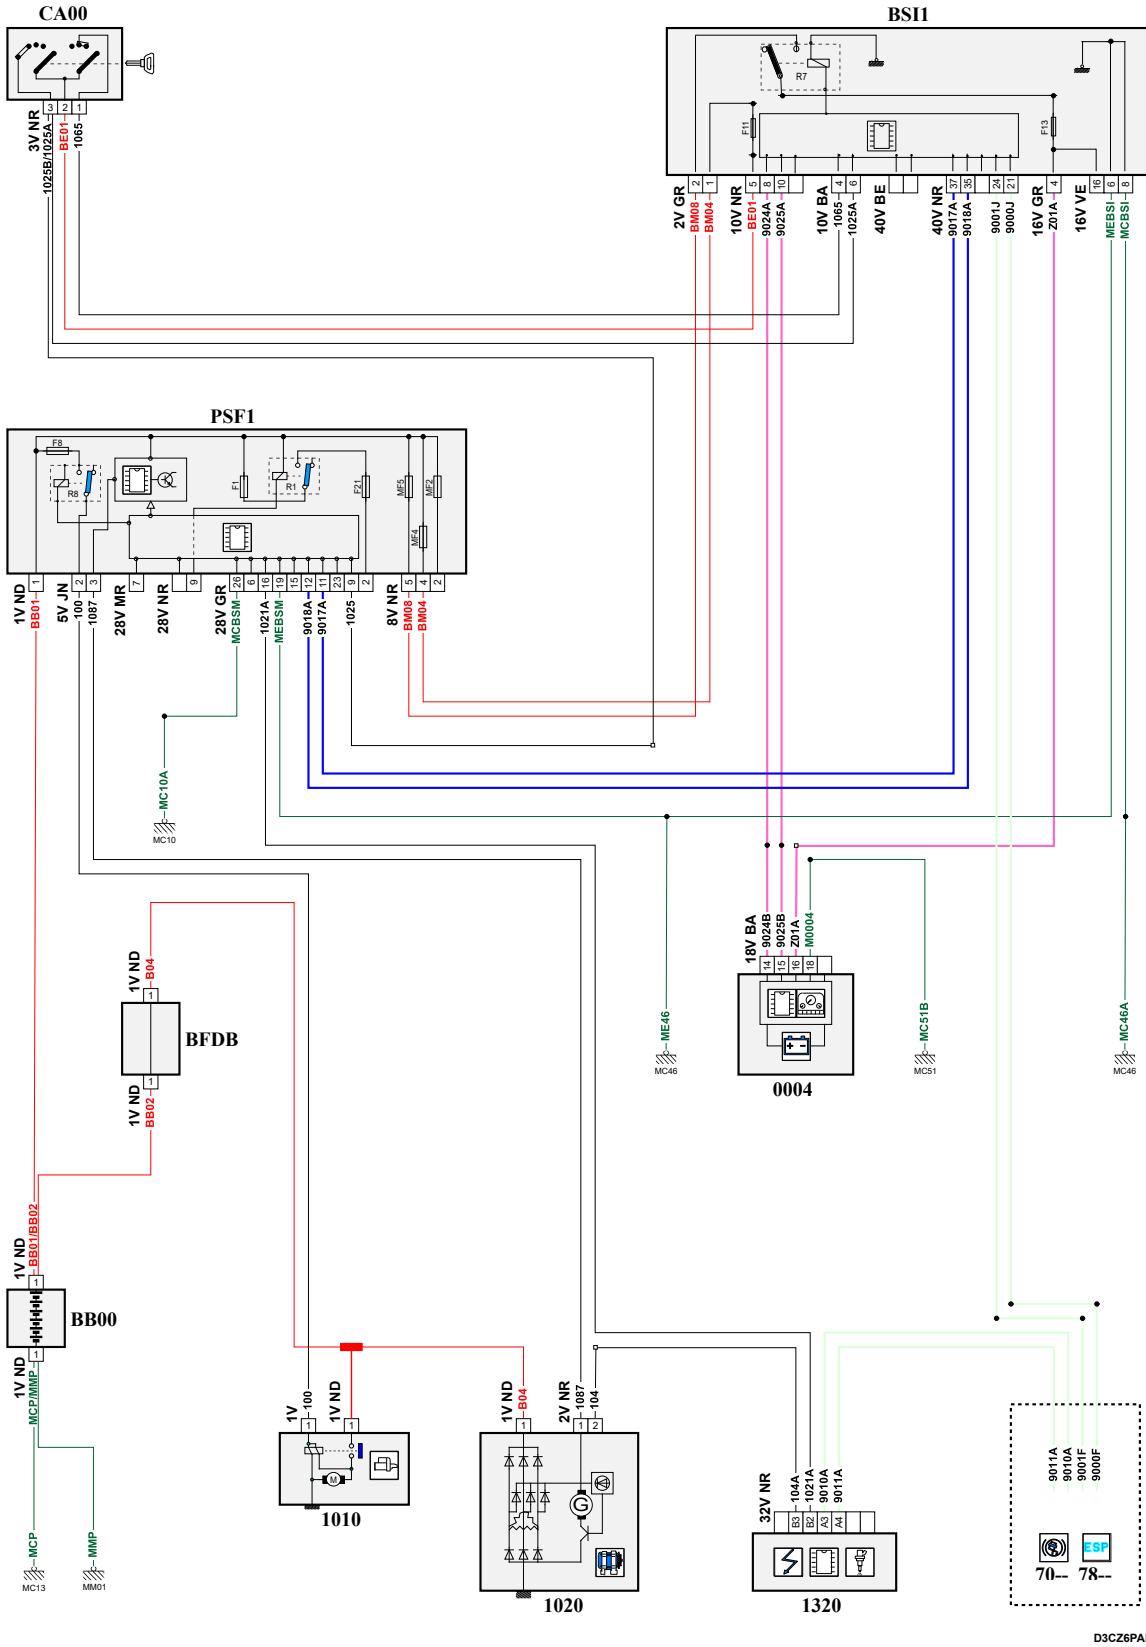 CA00
BSI1
R7
F11
F13
3 2 1
3V NR
1025B/1025A
BE01
1065
2 1 5 8 10 4 6 37 35 24 21 4 16 6 8
2V GR
BM08
BM04
10V NR
BE01
9024A
9025A
10V BA
1065
1025A
40V BE
40V NR
9017A
9018A
9001J
9000J
16V GR
Z01A
16V VE
MEBSI
MCBSI
PSF1
F8
R8
F1
R1
F21
MF5
MF4
MF2
1 2 3 7 9 26 6 16 19 15 12 11 23 9 2 5 4 2
1V ND
BB01
5V JN
100
1087
28V MR
28V NR
28V GR
MCBSM
1021A
MEBSM
9018A
9017A
1025
8V NR
BM08
BM04
MC10A
MC10
1V ND
B04
1
BFDB
1
1V ND
BB02
18V BA
9024B
9025B
Z01A
M0004
14 15 16 18
+ -
0004
ME46
MC46
MC51B
MC51
MC46A
MC46
1V ND
BB01/BB02
1
BB00
1
1V ND
MCP/MMP
MCP
MC13
MMP
MM01
1V
100
1V ND
1 1
M
1010
1V ND
B04
2V NR
1087
104
1 1 2
G
1020
32V NR
104A
1021A
9010A
9011A
B3 B2 A3 A4
1320
9011A
9010A
9001F
9000F
ESP
70-- 78--
D3CZ6PA